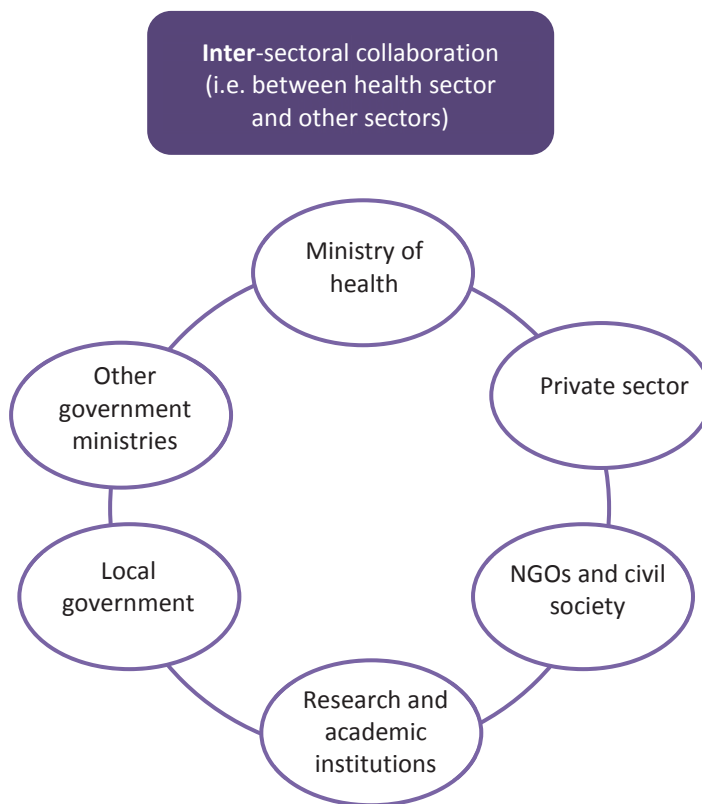 Inter-sectoral collaboration
(i.e. between health sector
and other sectors)
Ministry of
health
Private sector
Other
government
ministries
Local
government
NGOs and civil
society
Research and
academic
institutions